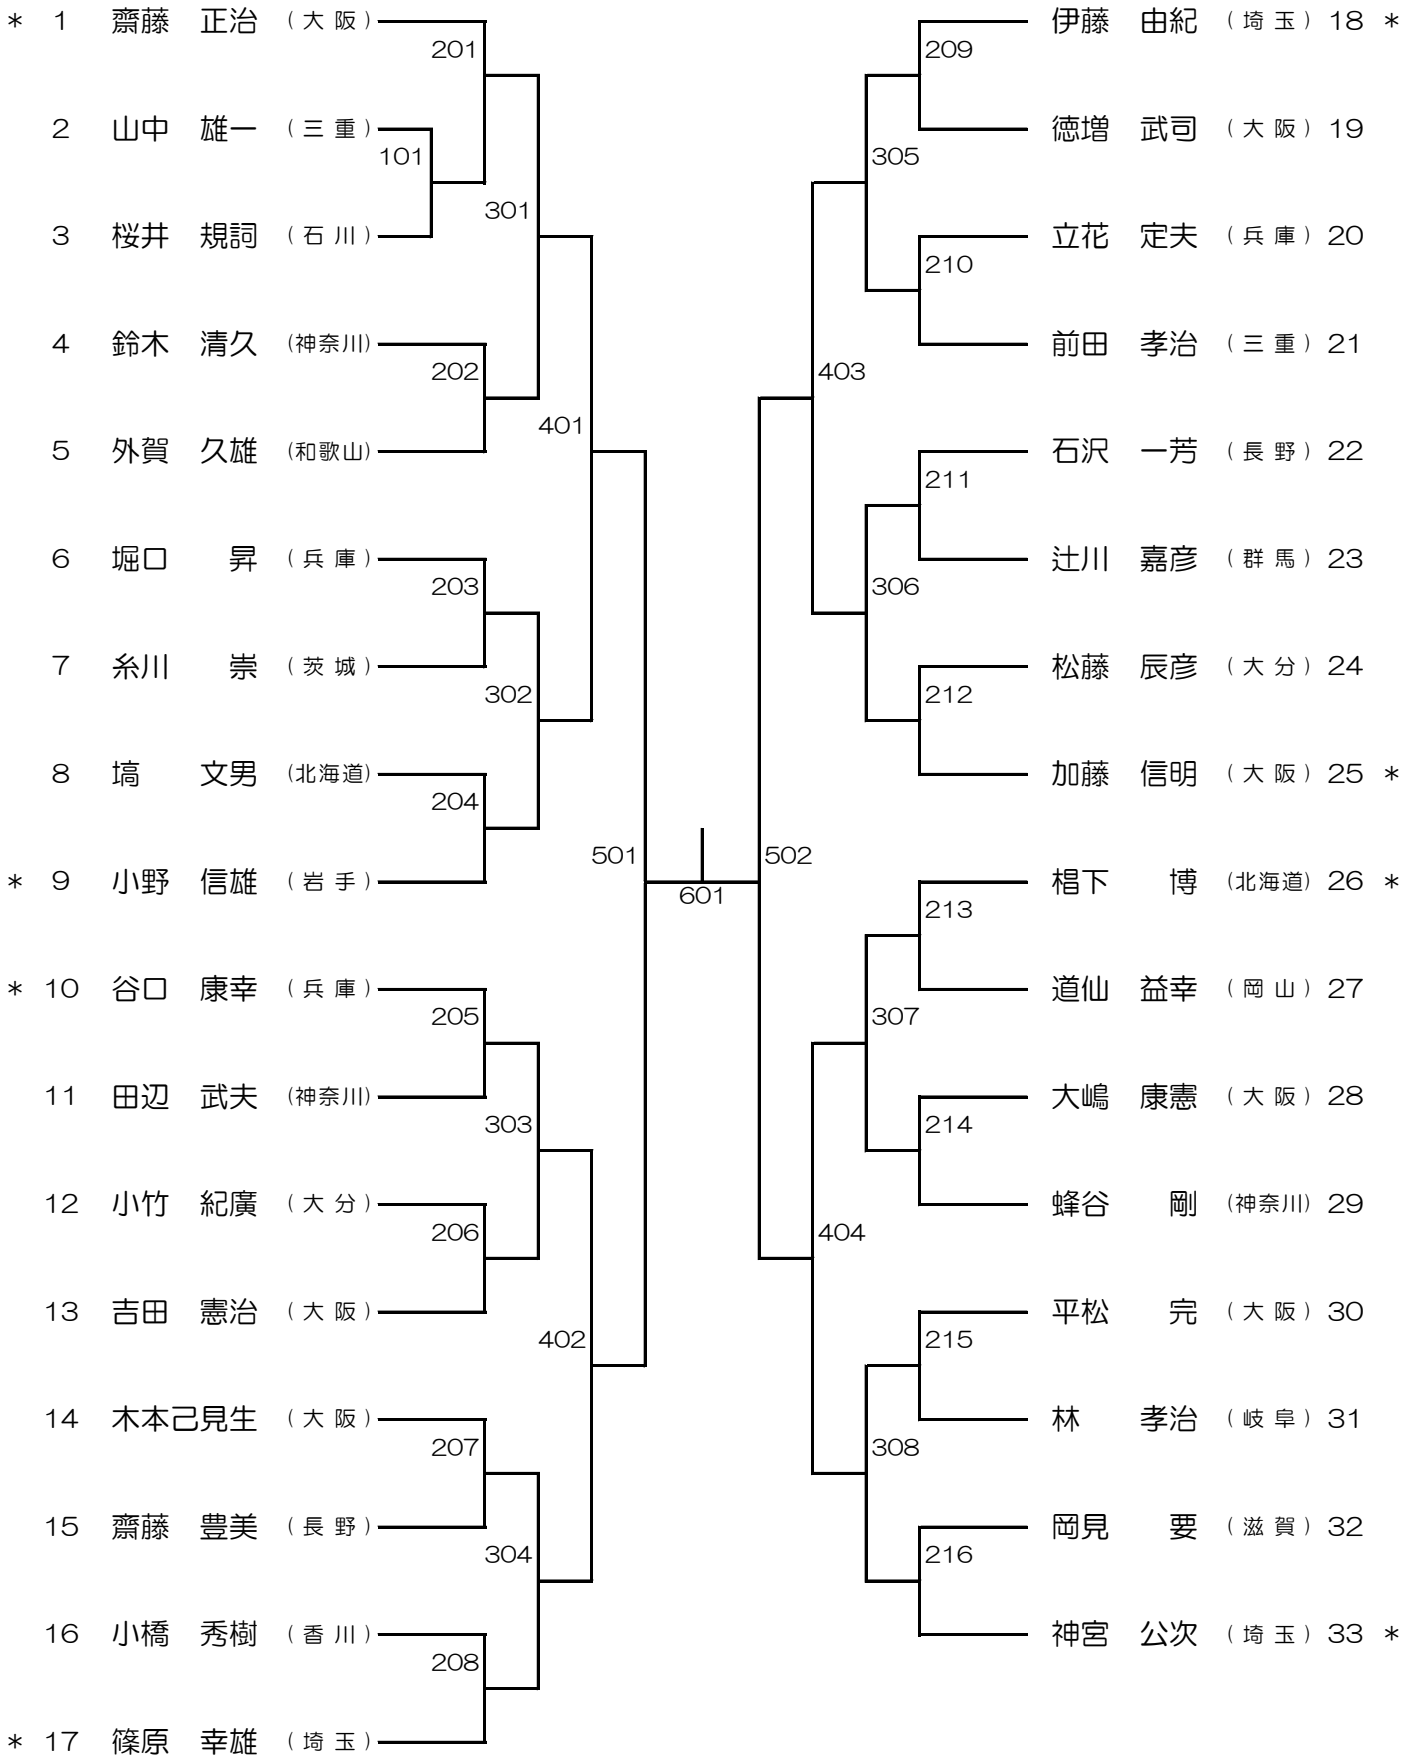 * 1 齋藤 正治 (大阪)
201
2 山中 雄一 (三重)
101
301
3 桜井 規詞 (石川)
4 鈴木 清久 (神奈川)
202
401
5 外賀 久雄 (和歌山)
6 堀口 昇 (兵庫)
203
7 糸川 崇 (茨城)
302
8 塙 文男 (北海道)
204
501
* 9 小野 信雄 (岩手)
601
* 10 谷口 康幸 (兵庫)
205
11 田辺 武夫 (神奈川)
303
12 小竹 紀廣 (大分)
206
13 吉田 憲治 (大阪)
402
14 木本己見生 (大阪)
207
15 齋藤 豊美 (長野)
304
16 小橋 秀樹 (香川)
208
* 17 篠原 幸雄 (埼玉)
伊藤 由紀 (埼玉) 18 *
209
徳増 武司 (大阪) 19
305
立花 定夫 (兵庫) 20
210
前田 孝治 (三重) 21
403
石沢 一芳 (長野) 22
211
辻川 嘉彦 (群馬) 23
306
松藤 辰彦 (大分) 24
212
加藤 信明 (大阪) 25 *
502
椙下 博 (北海道) 26 *
213
道仙 益幸 (岡山) 27
307
大嶋 康憲 (大阪) 28
214
蜂谷 剛 (神奈川) 29
404
平松 完 (大阪) 30
215
林 孝治 (岐阜) 31
308
岡見 要 (滋賀) 32
216
神宮 公次 (埼玉) 33 *